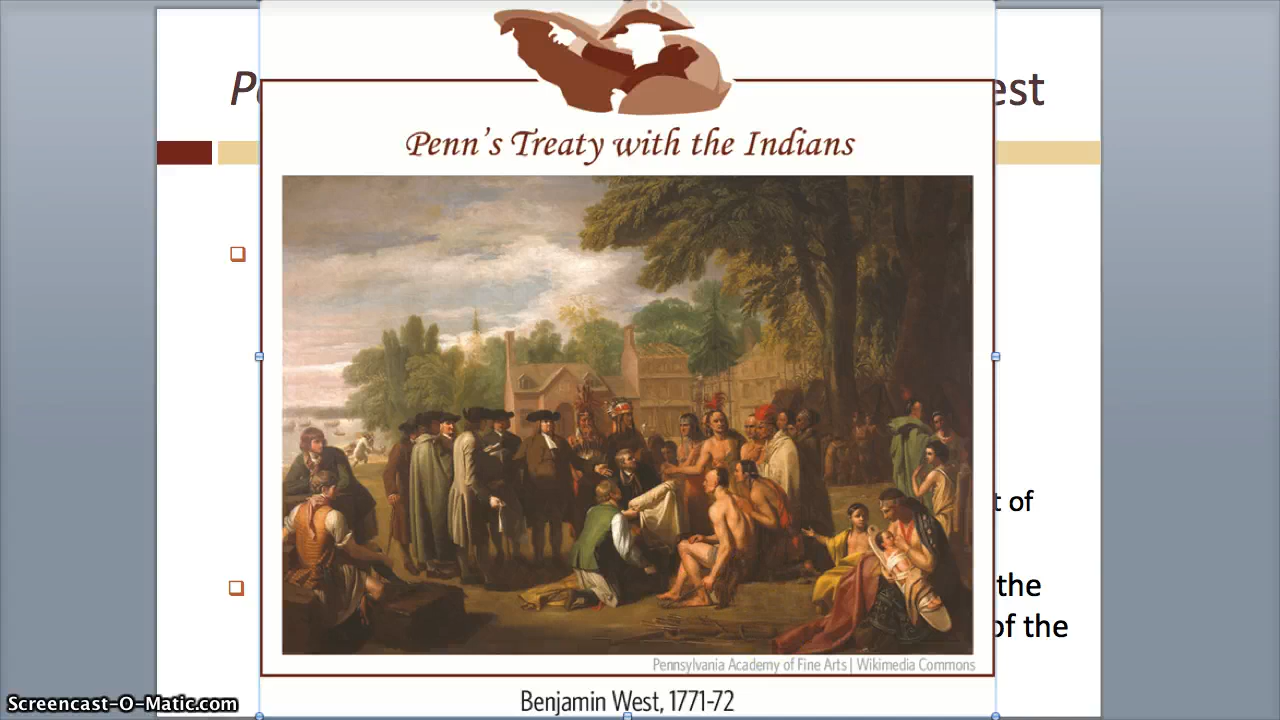 est
Penn's Treaty with the Indians
t of
the
of the
Pennsylvania Academy of Fine Arts | Wikimedia Commons
Benjamin West, 1771-72
Screencast-O-Matic.com